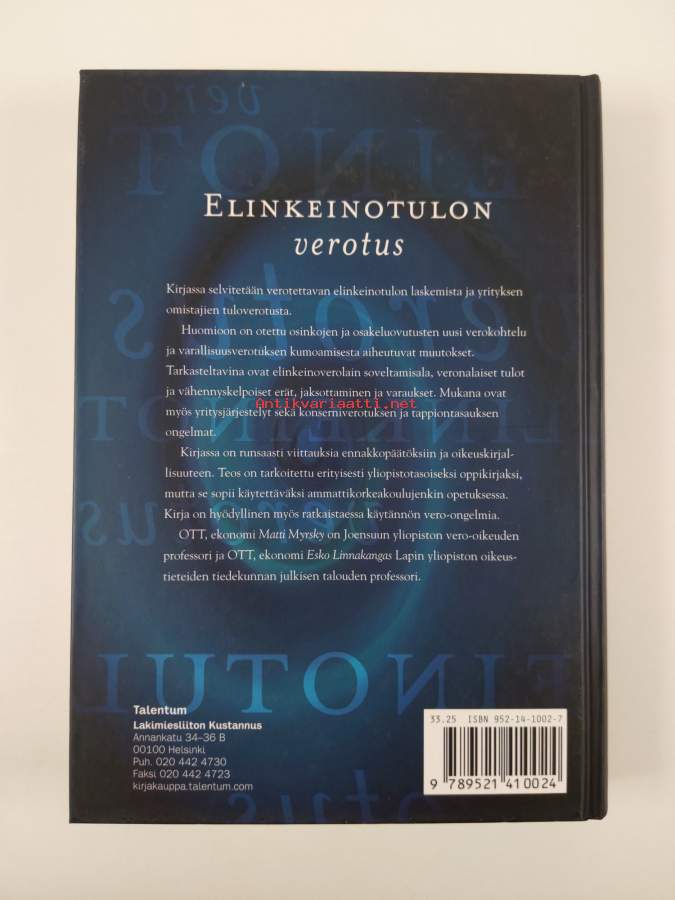 ELINKEINOTULON
verotus
Kirjassa selvitetään verotettavan elinkeinotulon laskemista ja yrityksen
omistajien tuloverotusta.
Huomioon on otettu osinkojen ja osakeluovutusten uusi verokohtelu
ja varallisuusverotuksen kumoamisesta aiheutuvat muutokset.
Tarkasteltavina ovat elinkeinoverolain soveltamisala, veronalaiset tulot
ja vähennyskelpoiset erät, jaksottaminen ja varaukset. Mukana ovat
Antikvariaatti.net
myös yritysjärjestelyt sekä konserniverotuksen ja tappiontasauksen
ongelmat.
Kirjassa on runsaasti viittauksia ennakkopäätöksiin ja oikeuskirjal-
lisuuteen. Teos on tarkoitettu erityisesti yliopistotasoiseksi oppikirjaksi,
mutta se sopii käytettäväksi ammattikorkeakoulujenkin opetuksessa.
Kirja on hyödyllinen myös ratkaistaessa käytännön vero-ongelmia.
OTT, ekonomi Matti Myrsky on Joensuun yliopiston vero-oikeuden
professori ja OTT, ekonomi Esko Linnakangas Lapin yliopiston oikeus-
tieteiden tiedekunnan julkisen talouden professori.
Talentum
Lakimiesliiton Kustannus
Annankatu 34–36 B
00100 Helsinki
Puh. 020 442 4730
Faksi 020 442 4723
kirjakauppa.talentum.com
33.25 ISBN 952-14-1002-7
9 789521 410024